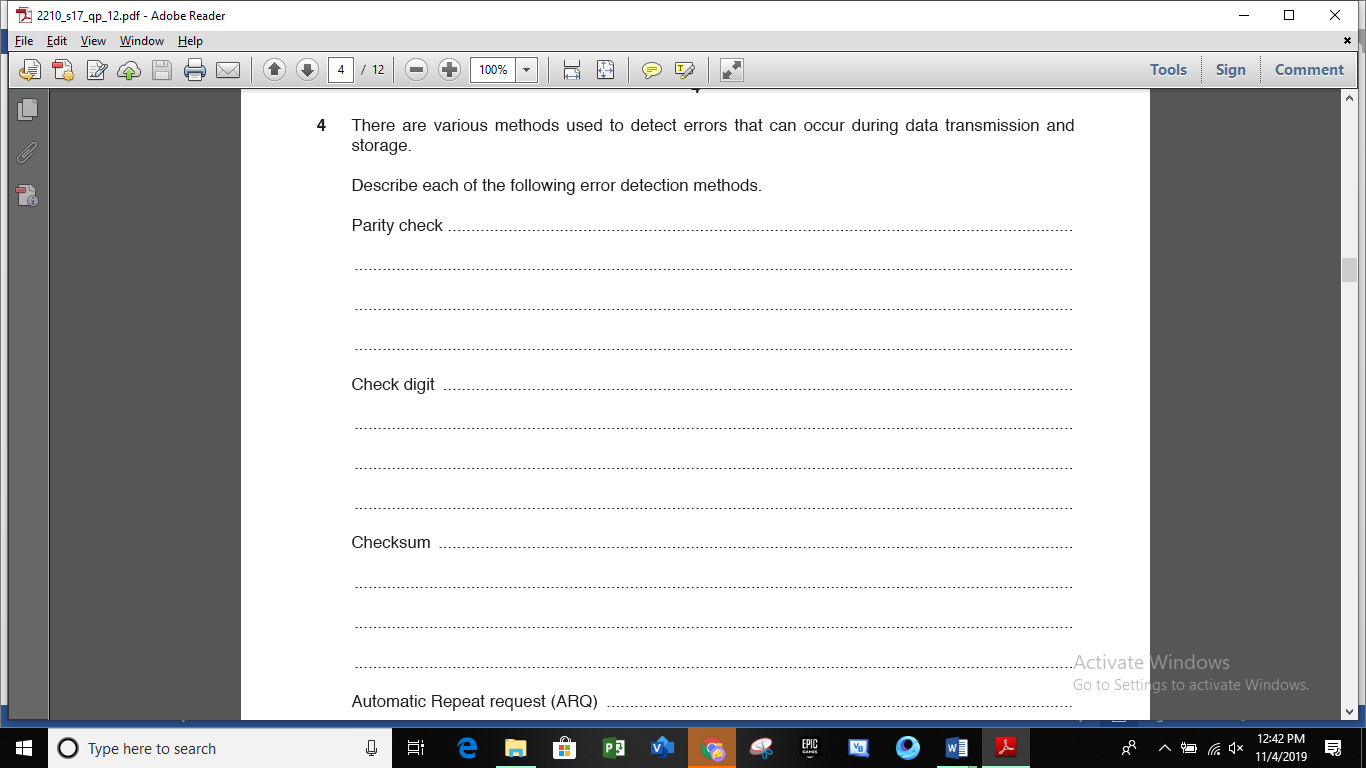 2210_s17_qp_12.pdf - Adobe Reader
File Edit View Window Help
4 / 12 100% Tools Sign Comment
4 There are various methods used to detect errors that can occur during data transmission and
storage.
Describe each of the following error detection methods.
Parity check
Check digit
Checksum
Activate Windows
Go to Settings to activate Windows.
Automatic Repeat request (ARQ)
Type here to search
12:42 PM
11/4/2019